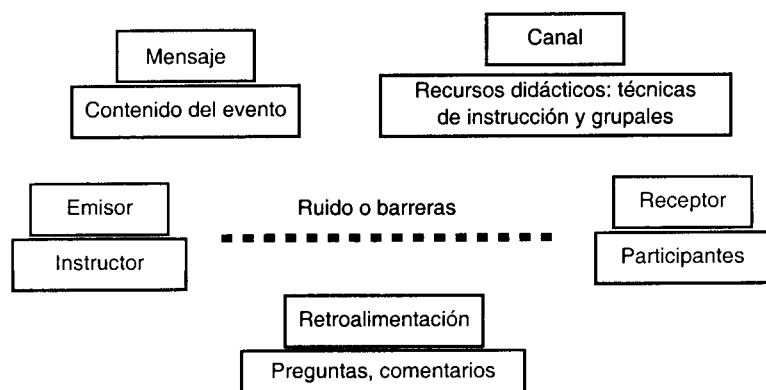 Mensaje
Contenido del evento
Canal
Recursos didácticos: técnicas
de instrucción y grupales
Emisor
Instructor
Ruido o barreras
Receptor
Participantes
Retroalimentación
Preguntas, comentarios